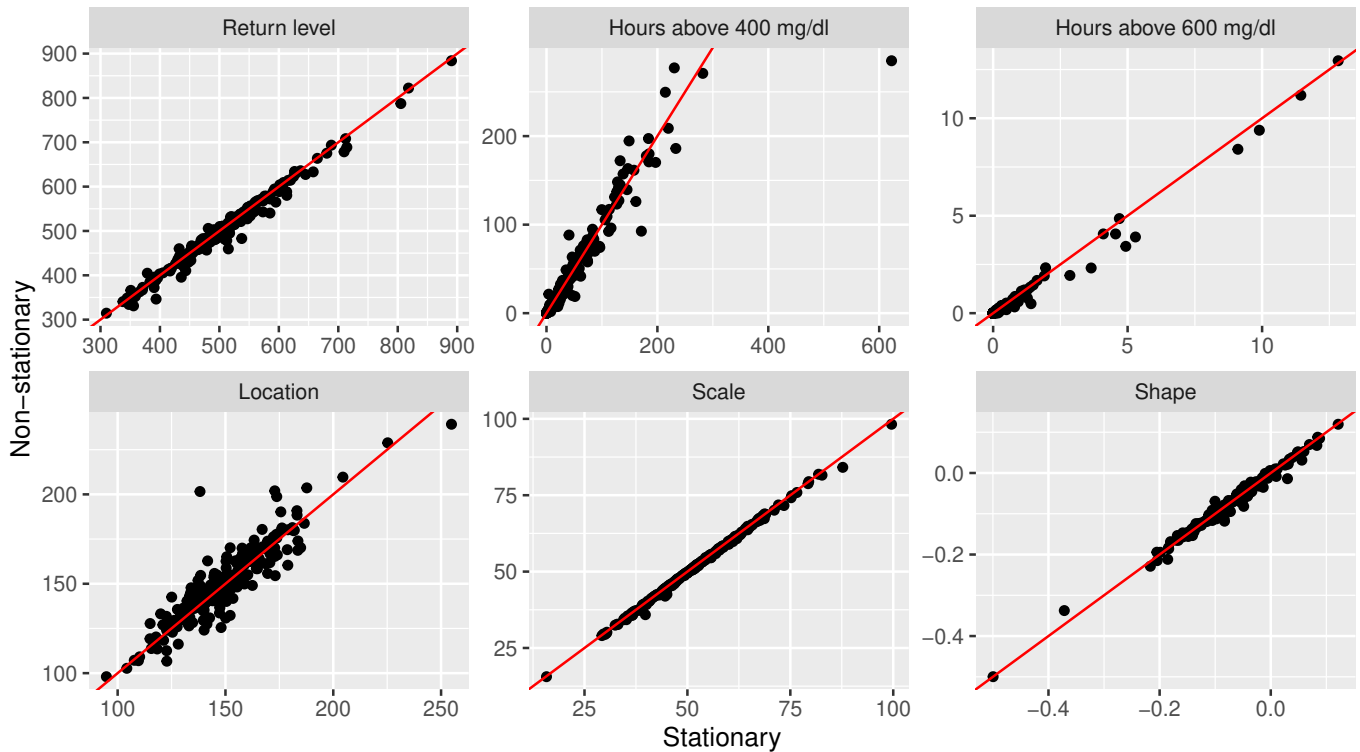 Return level
Hours above 400 mg/dl
Hours above 600 mg/dl
900
800
700
600
500
400
300
300 400 500 600 700 800 900
200
100
0
0 200 400 600
10
5
0
0 5 10
Location
Scale
Shape
200
150
100
100 150 200 250
100
75
50
25
25 50 75 100
0.0
−0.2
−0.4
−0.4 −0.2 0.0
Non−stationary
Stationary